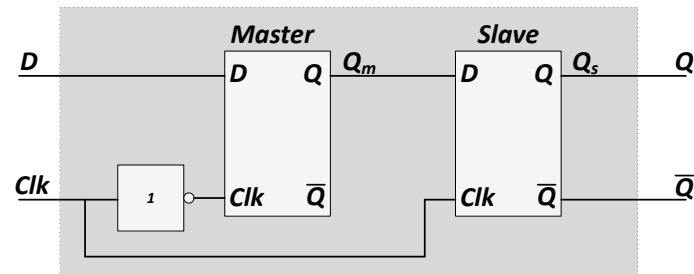 Master Slave
D D Q Qm D Q Qs Q
Clk 1 Clk Q̅ Clk Q̅ Q̅